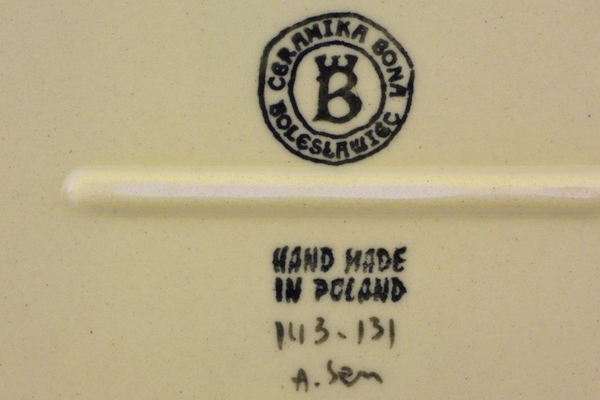 CERAMIKA BONA
BOLESŁAWIEC
B
HAND MADE
IN POLAND
143-131
A. Sem